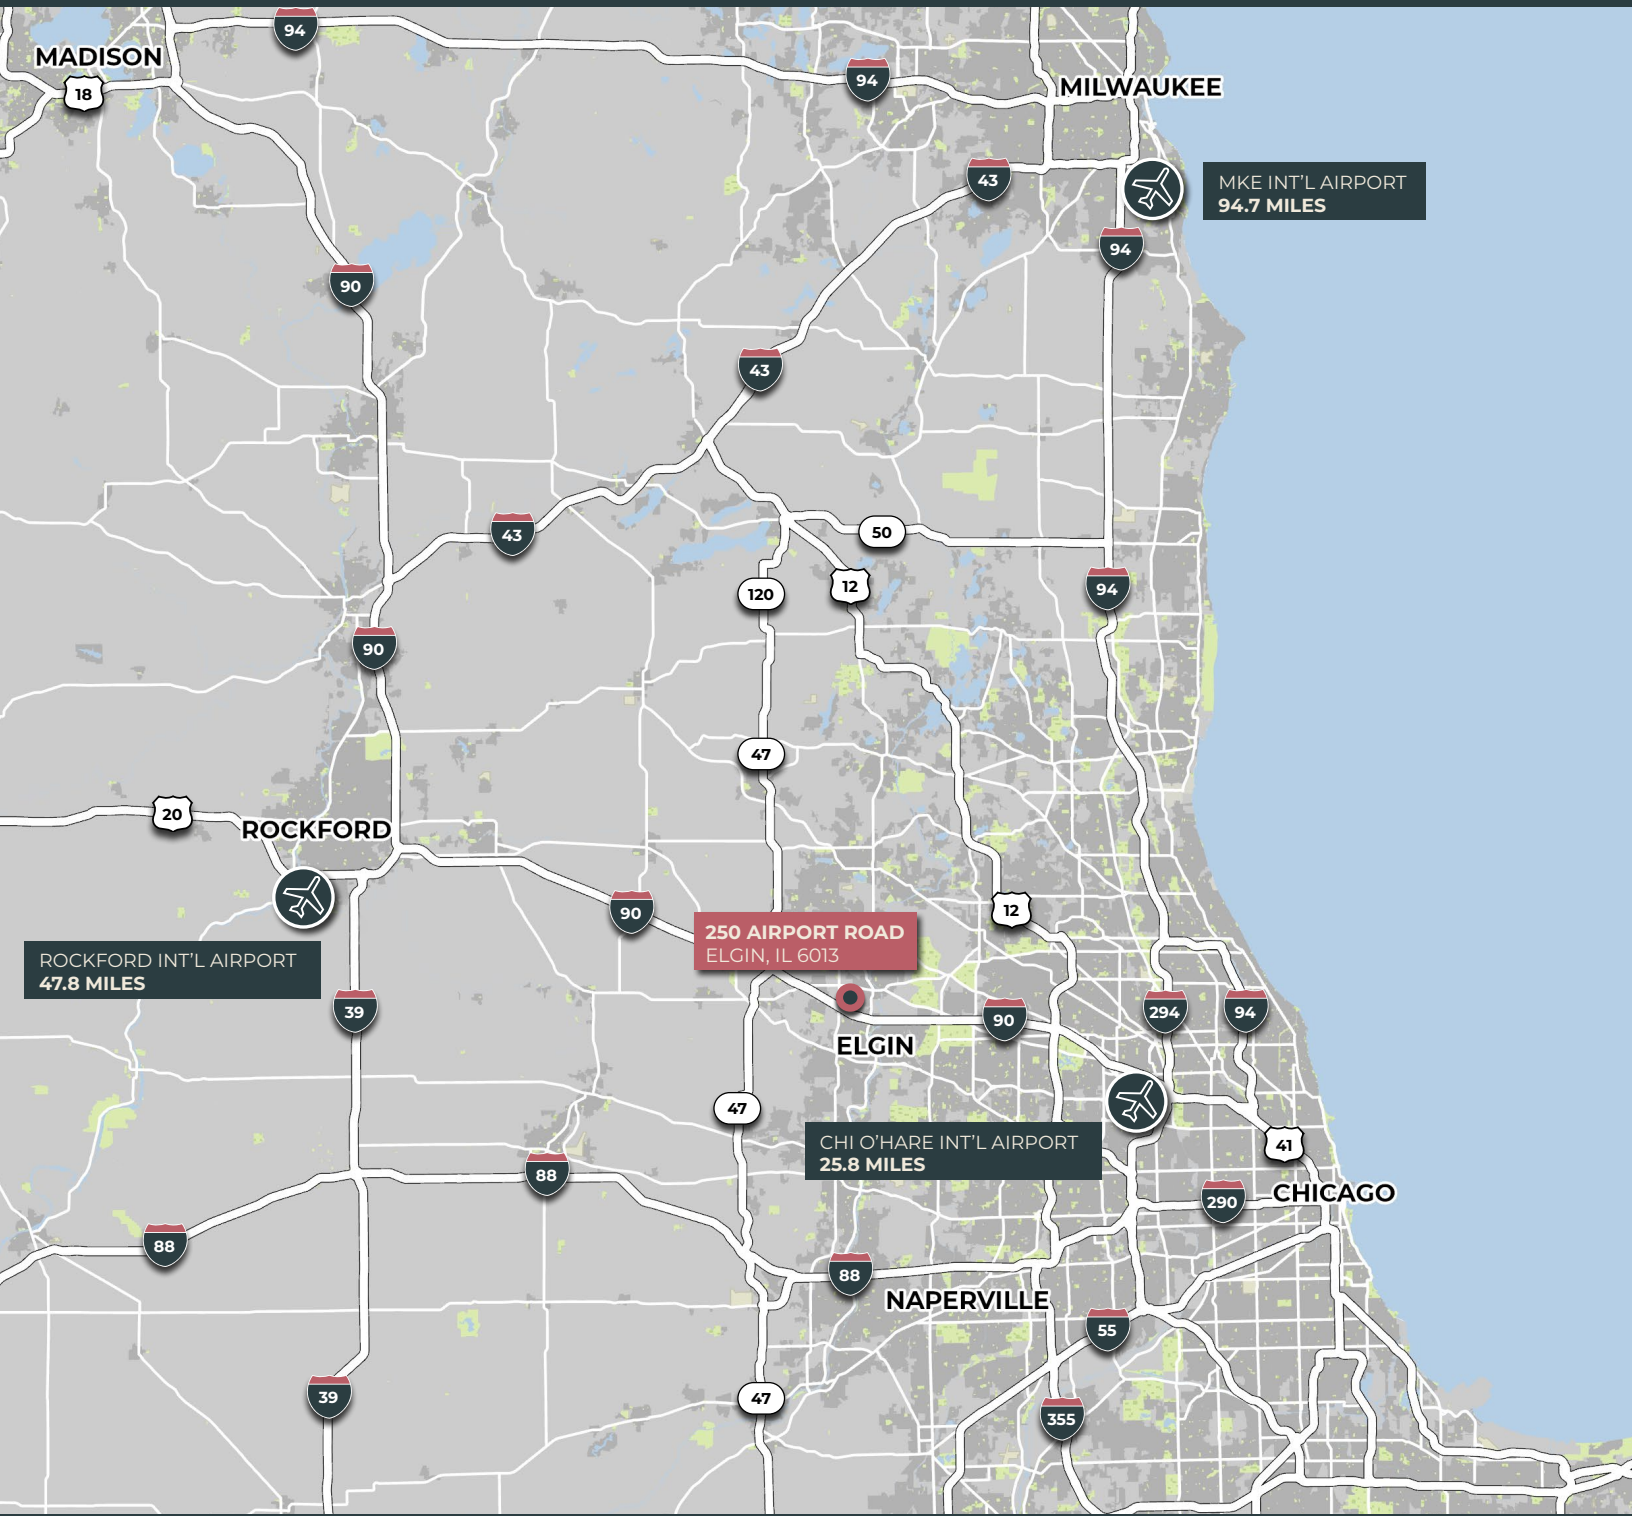 94
MADISON
18
94
MILWAUKEE
43
MKE INT'L AIRPORT
94.7 MILES
94
90
43
43
50
120
12
94
90
47
20
ROCKFORD
90
12
250 AIRPORT ROAD
ELGIN, IL 6013
ROCKFORD INT'L AIRPORT
47.8 MILES
39
90
294
94
ELGIN
47
CHI O'HARE INT'L AIRPORT
25.8 MILES
41
88
290
CHICAGO
88
88
NAPERVILLE
55
39
47
355